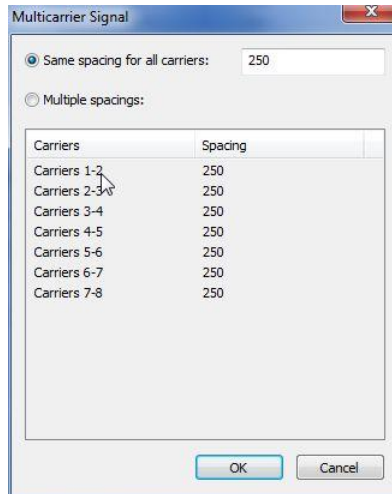 Multicarrier Signal
Same spacing for all carriers: 250
Multiple spacings:
Carriers Spacing
Carriers 1-2 250
Carriers 2-3 250
Carriers 3-4 250
Carriers 4-5 250
Carriers 5-6 250
Carriers 6-7 250
Carriers 7-8 250
OK Cancel